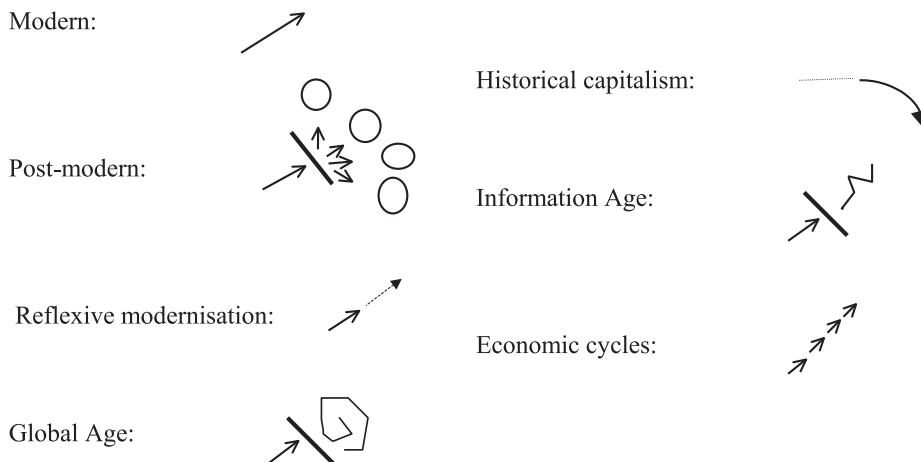 Modern:
Post-modern:
Reflexive modernisation:
Global Age:
Historical capitalism:
Information Age:
Economic cycles: